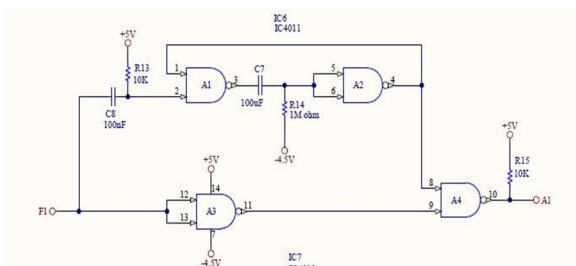 IC6
IC4011
+5V
R13
10K
C8
100nF
1
2
A1
3
C7
100uF
R14
1M ohm
-4.5V
5
6
A2
4
+5V
14
12
13
A3
11
7
-4.5V
F1
8
9
A4
10
+5V
R15
10K
A1
IC7